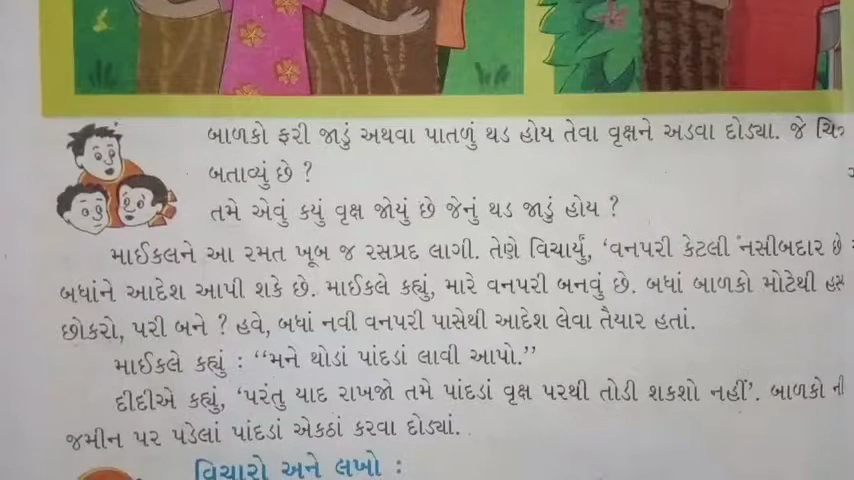 બાળકો ફરી જાડું અથવા પાતળું થડ હોય તેવા વૃક્ષને અડવા દોડ્યા. જે
બતાવ્યું છે ?
તમે એવું કયું વૃક્ષ જોયું છે જેનું થડ જાડું હોય ?
માઈકલને આ રમત ખૂબ જ રસપ્રદ લાગી. તેણે વિચાર્યું, ‘વનપરી કેટલી નસીબદાર છે
બધાંને આદેશ આપી શકે છે. માઈકલે કહ્યું, મારે વનપરી બનવું છે. બધાં બાળકો મોટેથી
છોકરો, પરી બને ? હવે, બધાં નવી વનપરી પાસેથી આદેશ લેવા તૈયાર હતાં.
માઈકલે કહ્યું : ‘‘મને થોડાં પાંદડાં લાવી આપો.’’
દીદીએ કહ્યું, ‘પરંતુ યાદ રાખજો તમે પાંદડાં વૃક્ષ પરથી તોડી શકશો નહીં’. બાળકો
જમીન પર પડેલાં પાંદડાં એકઠાં કરવા દોડ્યાં.
વિચારો અને લખો :